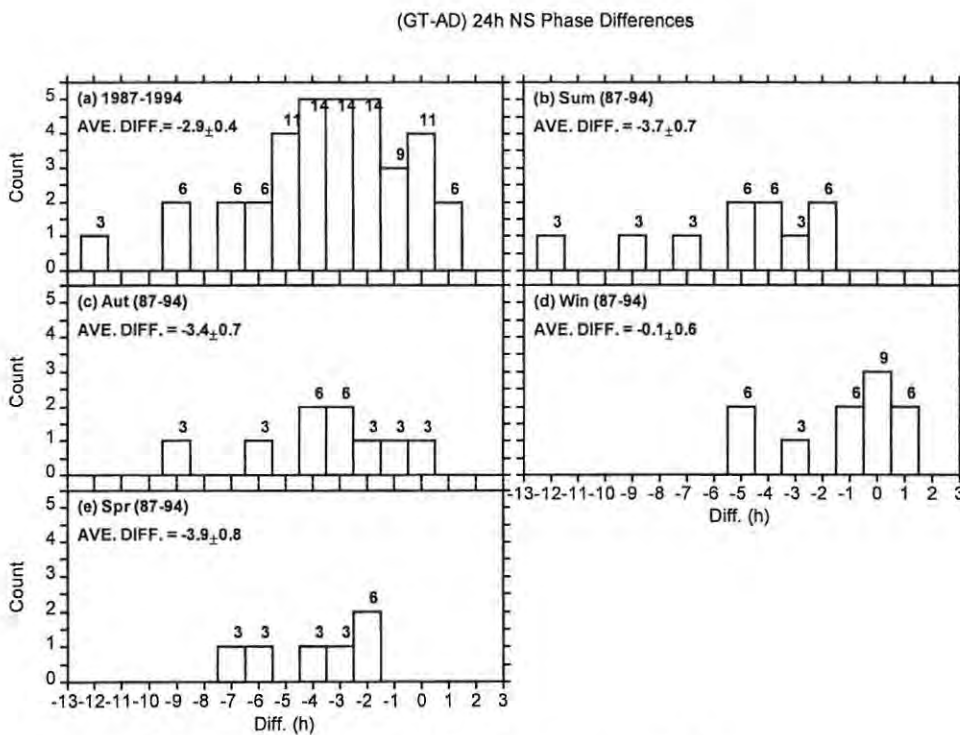 (GT-AD) 24h NS Phase Differences
(a) 1987-1994
AVE. DIFF.= -2.9±0.4
Count
5
4
3
2
1
0
3
6
6
6
11
14
14
14
9
11
6
(b) Sum (87-94)
AVE. DIFF. = -3.7±0.7
3
3
3
6
6
3
6
(c) Aut (87-94)
AVE. DIFF. = -3.4±0.7
Count
5
4
3
2
1
0
3
3
6
6
3
3
3
(d) Win (87-94)
AVE. DIFF. = -0.1±0.6
6
3
6
9
6
-13 -12 -11 -10 -9 -8 -7 -6 -5 -4 -3 -2 -1 0 1 2 3
Diff. (h)
(e) Spr (87-94)
AVE. DIFF. = -3.9±0.8
Count
5
4
3
2
1
0
3
3
3
3
6
-13 -12 -11 -10 -9 -8 -7 -6 -5 -4 -3 -2 -1 0 1 2 3
Diff. (h)